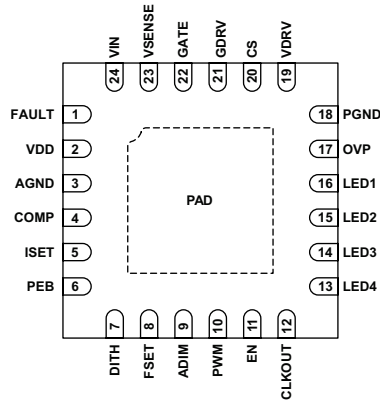 VIN VSENSE GATE GDRV CS VDRV
24 23 22 21 20 19
FAULT 1 18 PGND
VDD 2 17 OVP
AGND 3 16 LED1
PAD
COMP 4 15 LED2
ISET 5 14 LED3
PEB 6 13 LED4
7 8 9 10 11 12
DITH FSET ADIM PWM EN CLKOUT